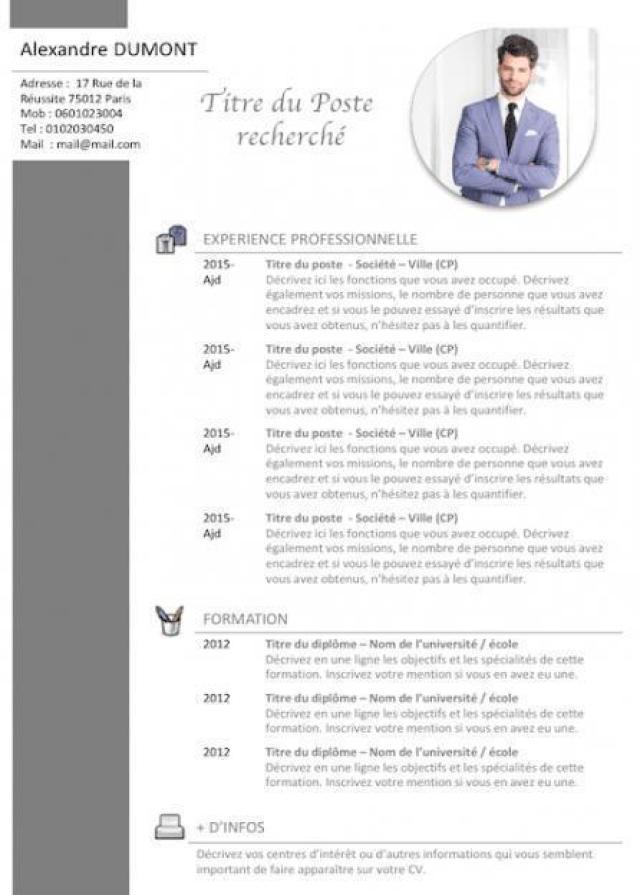 Alexandre DUMONT
Adresse : 17 Rue de la
Réussite 75012 Paris
Mob : 0601023004
Tel : 0102030450
Mail : mail@mail.com
Titre du Poste
recherché
EXPERIENCE PROFESSIONNELLE
2015- Titre du poste - Société – Ville (CP)
Ajd Décrivez ici les fonctions que vous avez occupé. Décrivez
également vos missions, le nombre de personne que vous avez
encadrez et si vous le pouvez essayé d'inscrire les résultats que
vous avez obtenus, n'hésitez pas à les quantifier.
2015- Titre du poste - Société – Ville (CP)
Ajd Décrivez ici les fonctions que vous avez occupé. Décrivez
également vos missions, le nombre de personne que vous avez
encadrez et si vous le pouvez essayé d'inscrire les résultats que
vous avez obtenus, n'hésitez pas à les quantifier.
2015- Titre du poste - Société – Ville (CP)
Ajd Décrivez ici les fonctions que vous avez occupé. Décrivez
également vos missions, le nombre de personne que vous avez
encadrez et si vous le pouvez essayé d'inscrire les résultats que
vous avez obtenus, n'hésitez pas à les quantifier.
2015- Titre du poste - Société – Ville (CP)
Ajd Décrivez ici les fonctions que vous avez occupé. Décrivez
également vos missions, le nombre de personne que vous avez
encadrez et si vous le pouvez essayé d'inscrire les résultats que
vous avez obtenus, n'hésitez pas à les quantifier.
FORMATION
2012 Titre du diplôme – Nom de l'université / école
Décrivez en une ligne les objectifs et les spécialités de cette
formation. Inscrivez votre mention si vous en avez eu une.
2012 Titre du diplôme – Nom de l'université / école
Décrivez en une ligne les objectifs et les spécialités de cette
formation. Inscrivez votre mention si vous en avez eu une.
2012 Titre du diplôme – Nom de l'université / école
Décrivez en une ligne les objectifs et les spécialités de cette
formation. Inscrivez votre mention si vous en avez eu une.
+ D'INFOS
Décrivez vos centres d'intérêt ou d'autres informations qui vous semblent
important de faire apparaître sur votre CV.